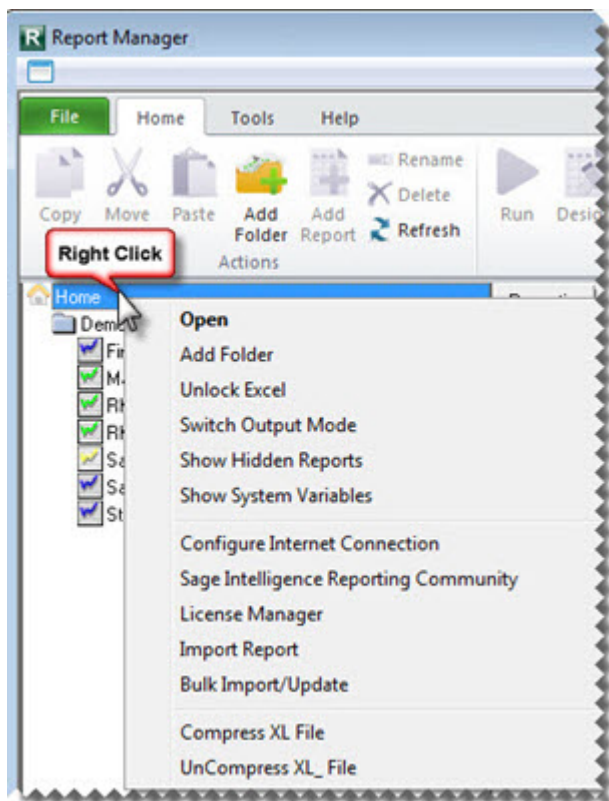 R Report Manager
File Home Tools Help
Copy Move Paste Add Folder Add Report Rename Delete Refresh Run
Right Click
Actions
Home
Open
Add Folder
Unlock Excel
Switch Output Mode
Show Hidden Reports
Show System Variables
Configure Internet Connection
Sage Intelligence Reporting Community
License Manager
Import Report
Bulk Import/Update
Compress XL File
UnCompress XL_ File